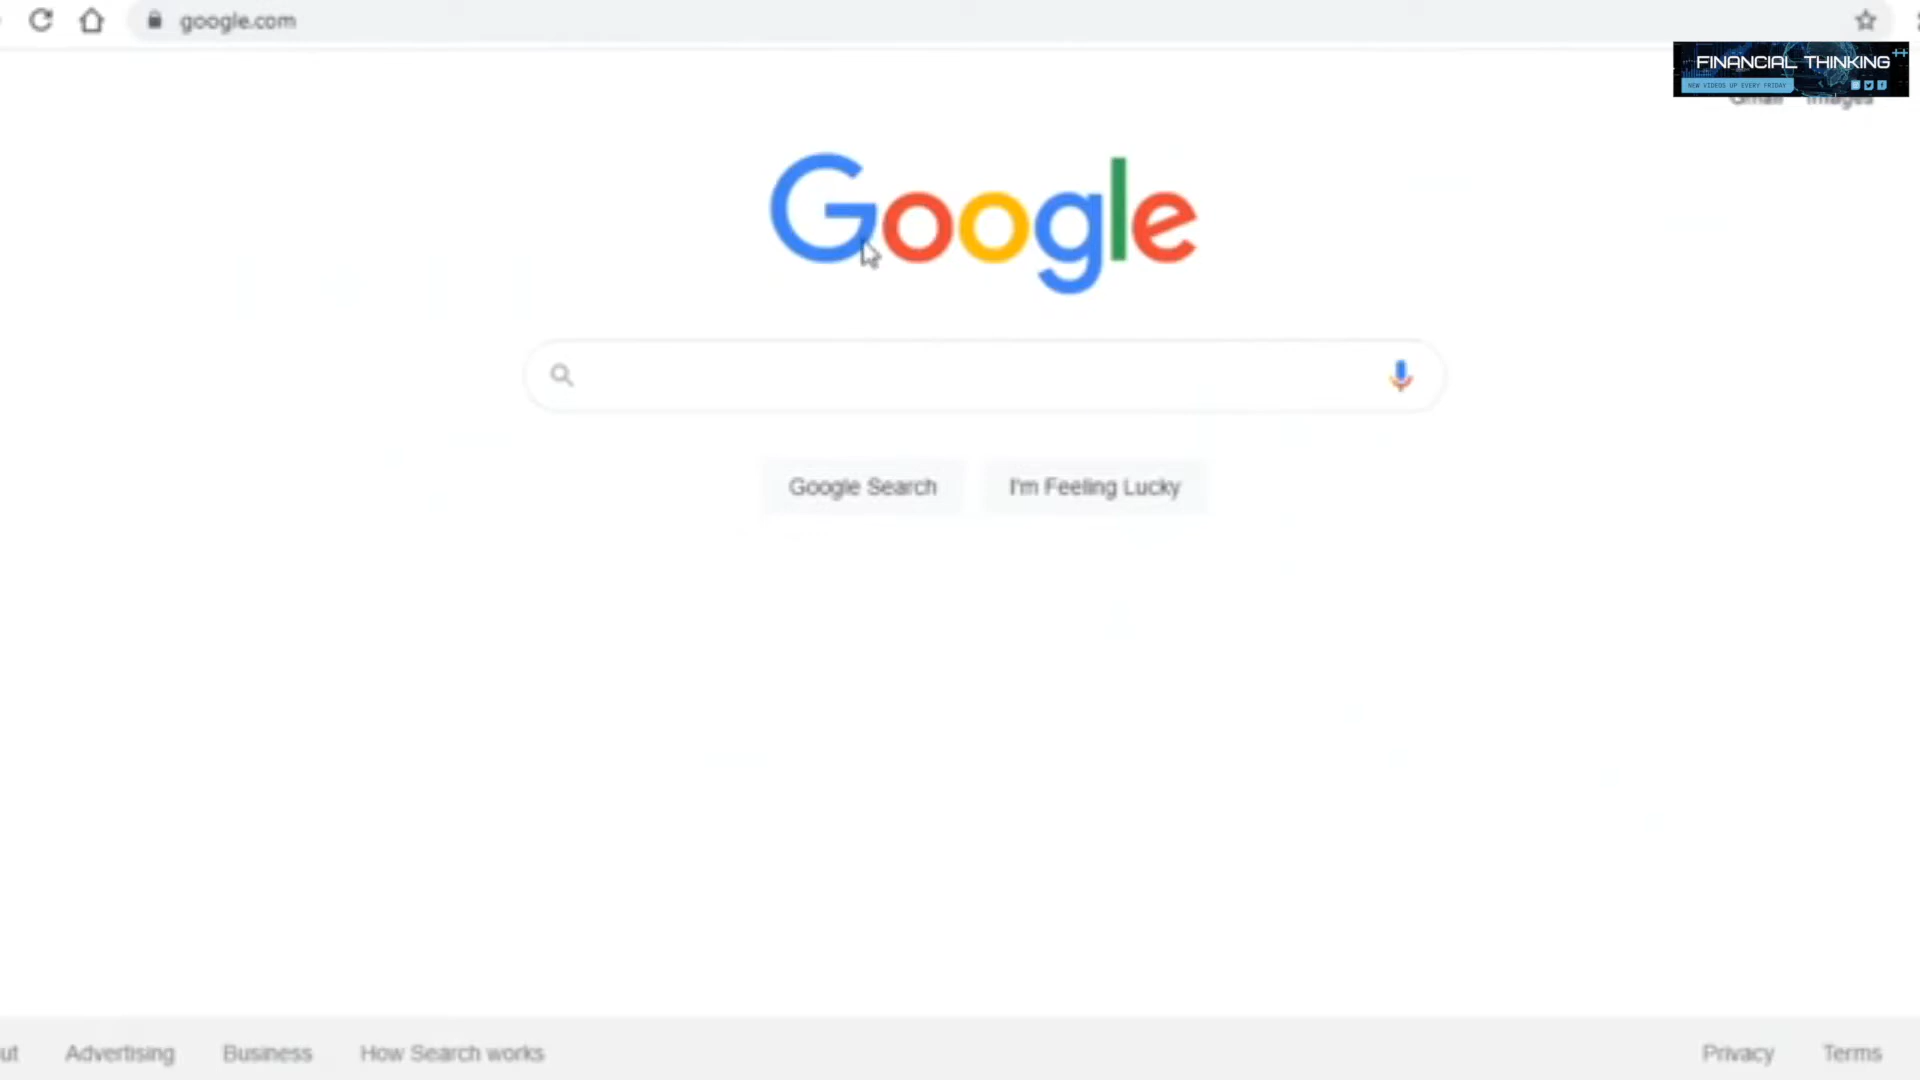 google.com
FINANCIAL THINKING
NEW VIDEOS UP EVERY FRIDAY
Gmail Images
Google
Google Search I'm Feeling Lucky
Advertising Business How Search works Privacy Terms